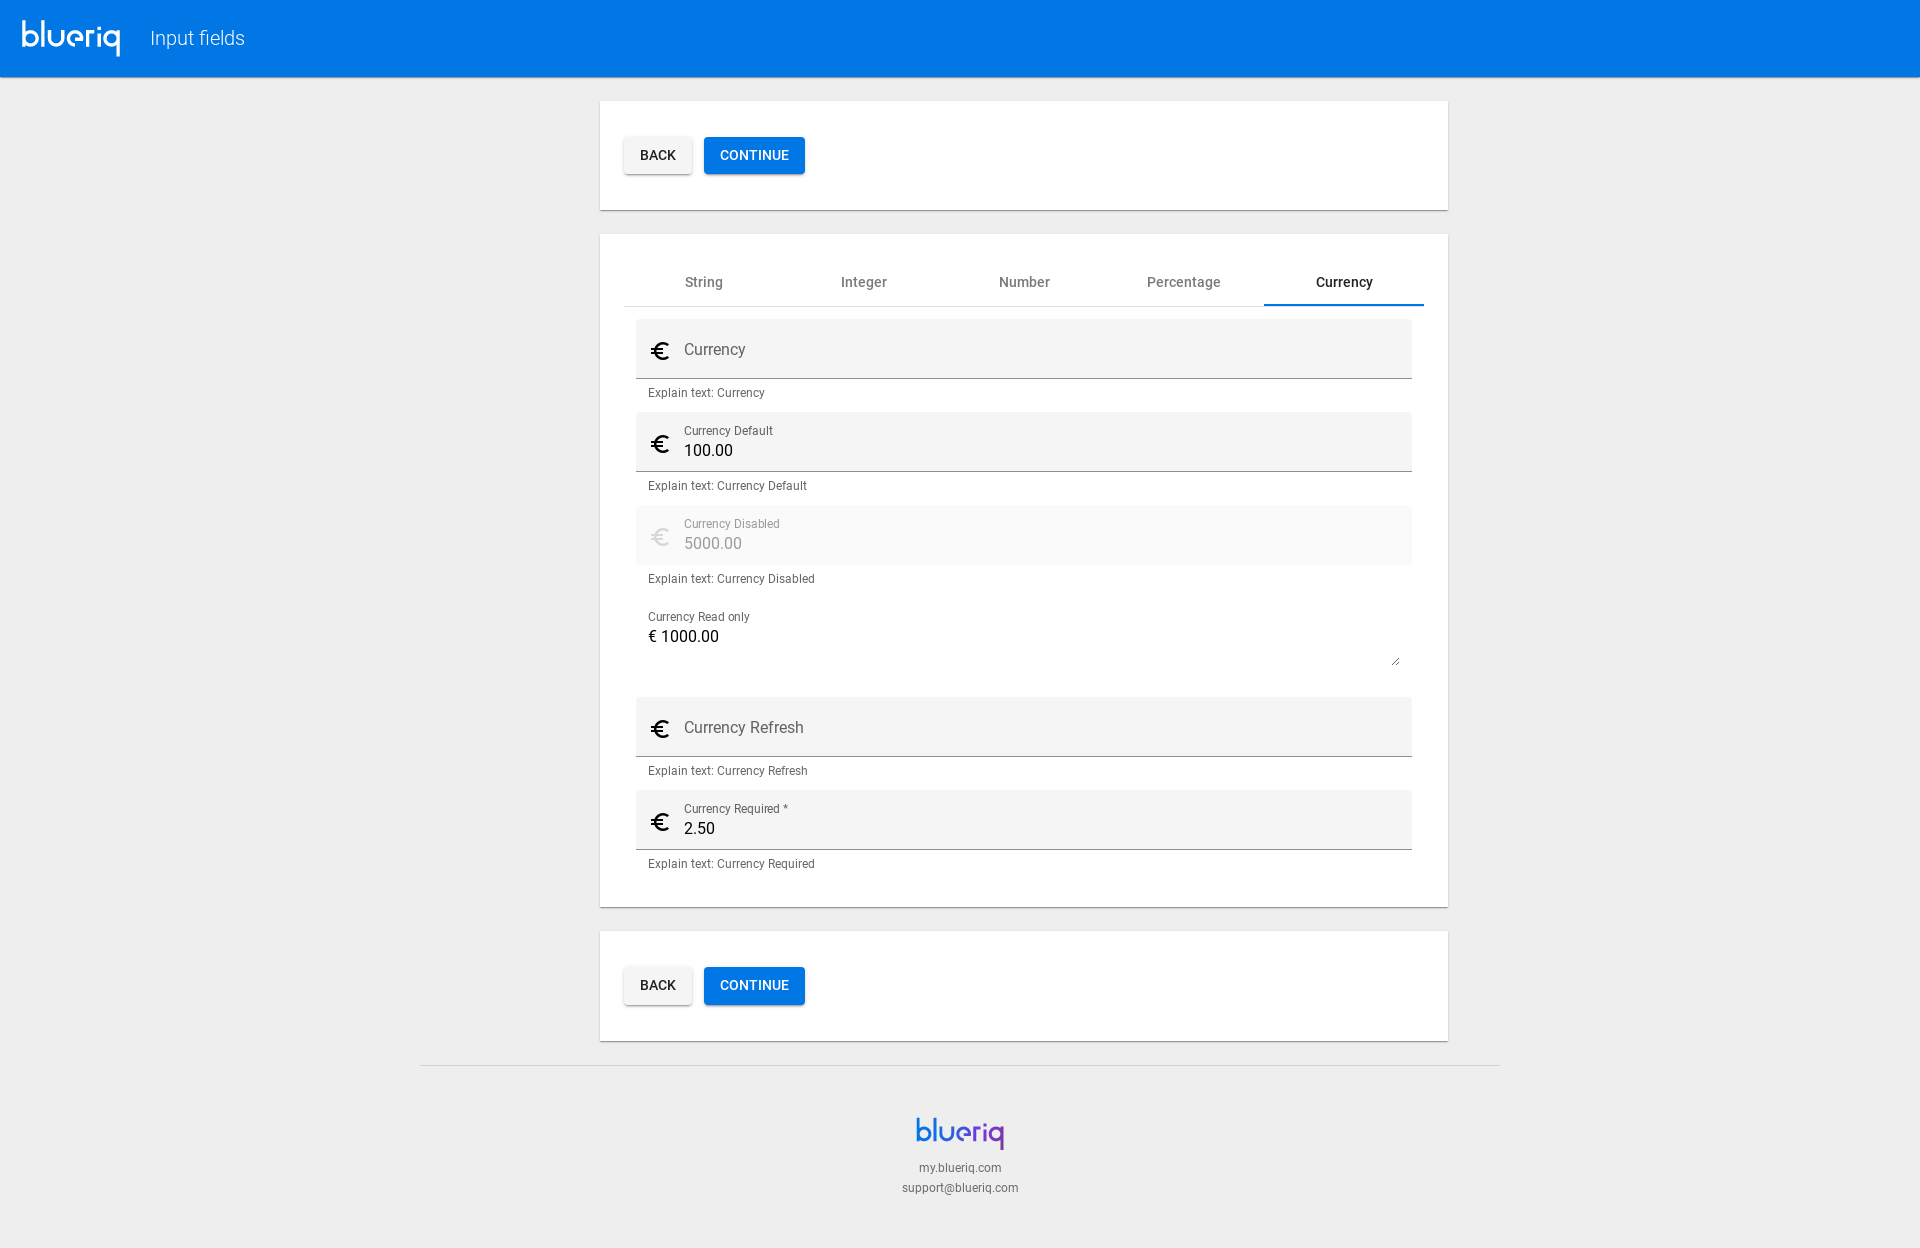 blueriq Input fields
BACK CONTINUE
String Integer Number Percentage Currency
€ Currency
Explain text: Currency
Currency Default
€ 100.00
Explain text: Currency Default
Currency Disabled
€ 5000.00
Explain text: Currency Disabled
Currency Read only
€ 1000.00
€ Currency Refresh
Explain text: Currency Refresh
Currency Required *
€ 2.50
Explain text: Currency Required
BACK CONTINUE
blueriq
my.blueriq.com
support@blueriq.com